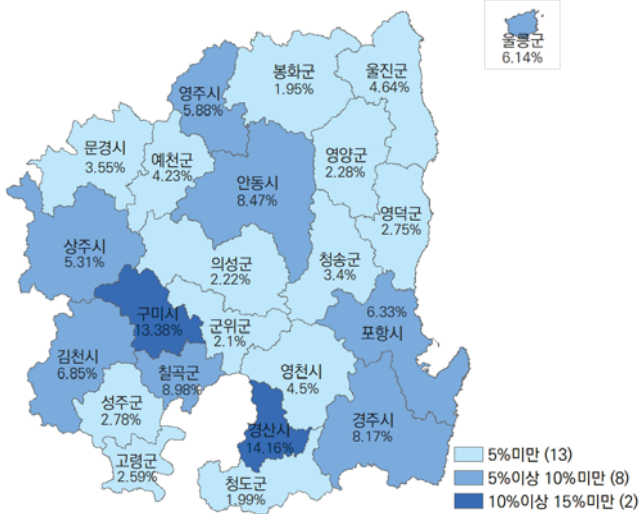 울릉군
6.14%
봉화군
1.95%
울진군
4.64%
영주시
5.88%
문경시
3.55%
예천군
4.23%
영양군
2.28%
안동시
8.47%
영덕군
2.75%
상주시
5.31%
의성군
2.22%
청송군
3.4%
구미시
13.38%
군위군
2.1%
6.33%
포항시
김천시
6.85%
칠곡군
8.98%
영천시
4.5%
성주군
2.78%
경산시
14.16%
경주시
8.17%
고령군
2.59%
청도군
1.99%
5%미만 (13)
5%이상 10%미만 (8)
10%이상 15%미만 (2)